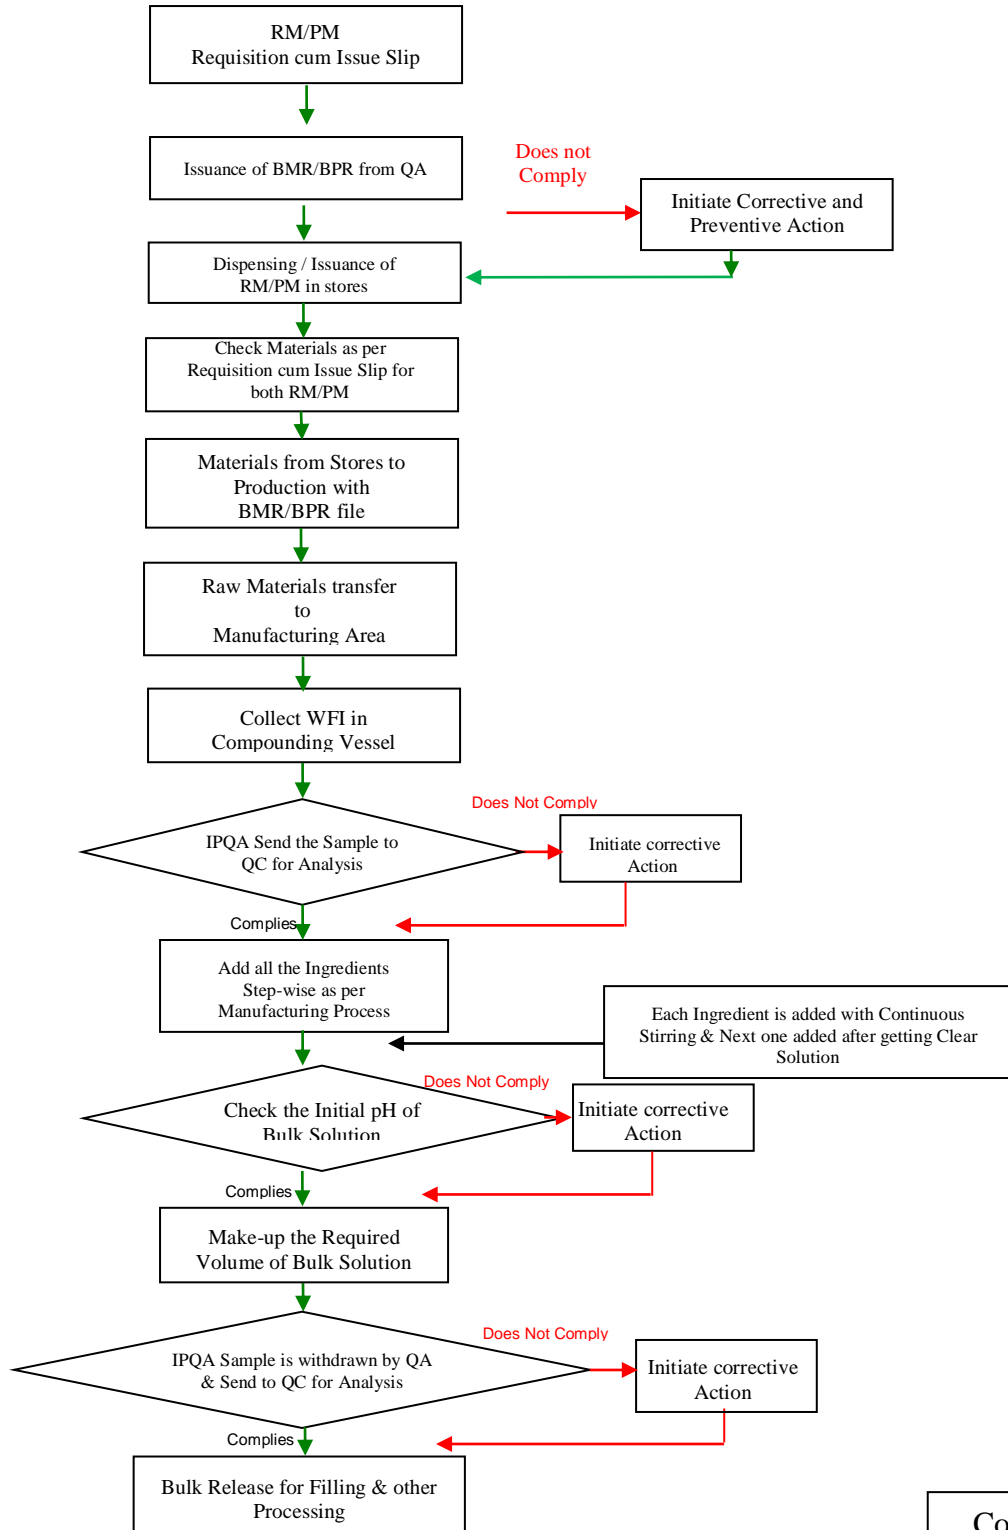 RM/PM
Requisition cum Issue Slip
Issuance of BMR/BPR from QA
Does not
Comply
Initiate Corrective and
Preventive Action
Dispensing / Issuance of
RM/PM in stores
Check Materials as per
Requisition cum Issue Slip for
both RM/PM
Materials from Stores to
Production with
BMR/BPR file
Raw Materials transfer
to
Manufacturing Area
Collect WFI in
Compounding Vessel
Does Not Comply
IPQA Send the Sample to
QC for Analysis
Initiate corrective
Action
Complies
Add all the Ingredients
Step-wise as per
Manufacturing Process
Each Ingredient is added with Continuous
Stirring & Next one added after getting Clear
Solution
Does Not Comply
Check the Initial pH of
Bulk Solution
Initiate corrective
Action
Complies
Make-up the Required
Volume of Bulk Solution
Does Not Comply
IPQA Sample is withdrawn by QA
& Send to QC for Analysis
Initiate corrective
Action
Complies
Bulk Release for Filling & other
Processing